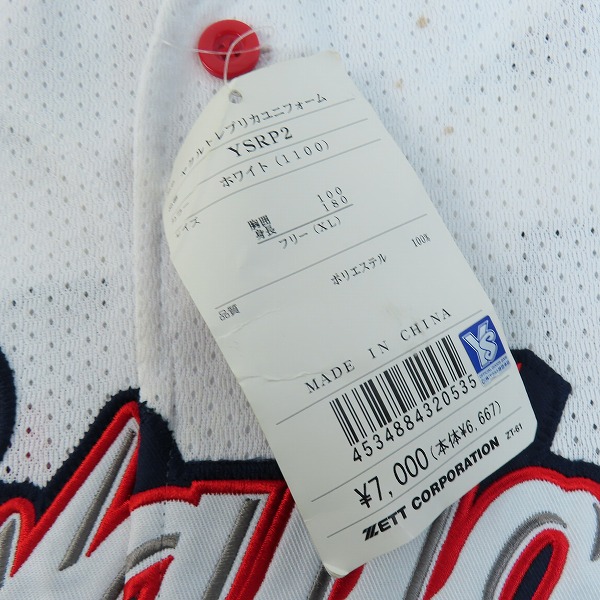 ヤクルトレプリカユニフォーム
YSRP2
ホワイト(1100)
サイズ
胸囲 100
身長 180
フリー(XL)
品質 ポリエステル 100%
MADE IN CHINA
YS
4534884320535
¥7,000(本体¥6,667)
ZETT CORPORATION ZT-61